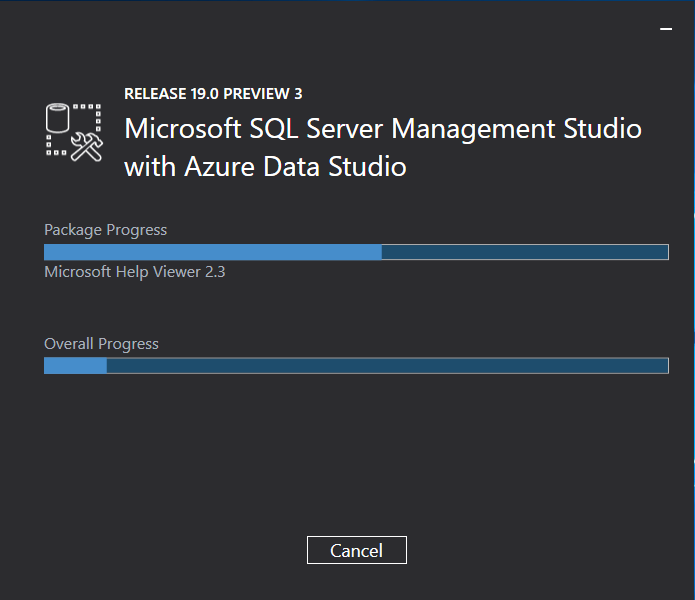 RELEASE 19.0 PREVIEW 3
Microsoft SQL Server Management Studio
with Azure Data Studio
Package Progress
Microsoft Help Viewer 2.3
Overall Progress
Cancel